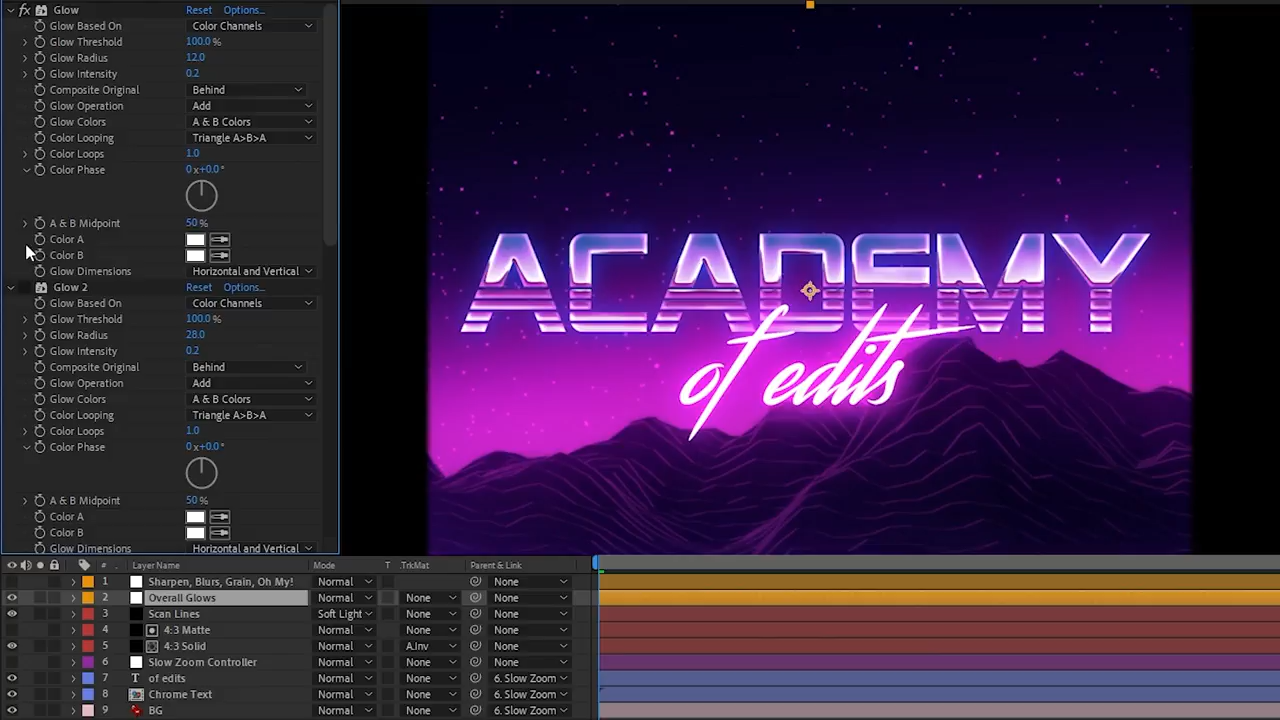 fx Glow Reset Options...
Glow Based On Color Channels
Glow Threshold 100.0 %
Glow Radius 12.0
Glow Intensity 0.2
Composite Original Behind
Glow Operation Add
Glow Colors A & B Colors
Color Looping Triangle A>B>A
Color Loops 1.0
Color Phase 0 x+0.0 °
A & B Midpoint 50 %
Color A
Color B
Glow Dimensions Horizontal and Vertical
Glow 2 Reset Options...
Glow Based On Color Channels
Glow Threshold 100.0 %
Glow Radius 28.0
Glow Intensity 0.2
Composite Original Behind
Glow Operation Add
Glow Colors A & B Colors
Color Looping Triangle A>B>A
Color Loops 1.0
Color Phase 0 x+0.0 °
A & B Midpoint 50 %
Color A
Color B
Glow Dimensions Horizontal and Vertical
ACADEMY
of edits
# . Layer Name Mode T .TrkMat Parent & Link
1 Sharpen, Blurs, Grain, Oh My! Normal None
2 Overall Glows Normal None None
3 Scan Lines Soft Light None None
4 4:3 Matte Normal None None
5 4:3 Solid Normal A.Inv None
6 Slow Zoom Controller Normal None None
7 T of edits Normal None 6. Slow Zoom
8 Chrome Text Normal None 6. Slow Zoom
9 BG Normal None 6. Slow Zoom